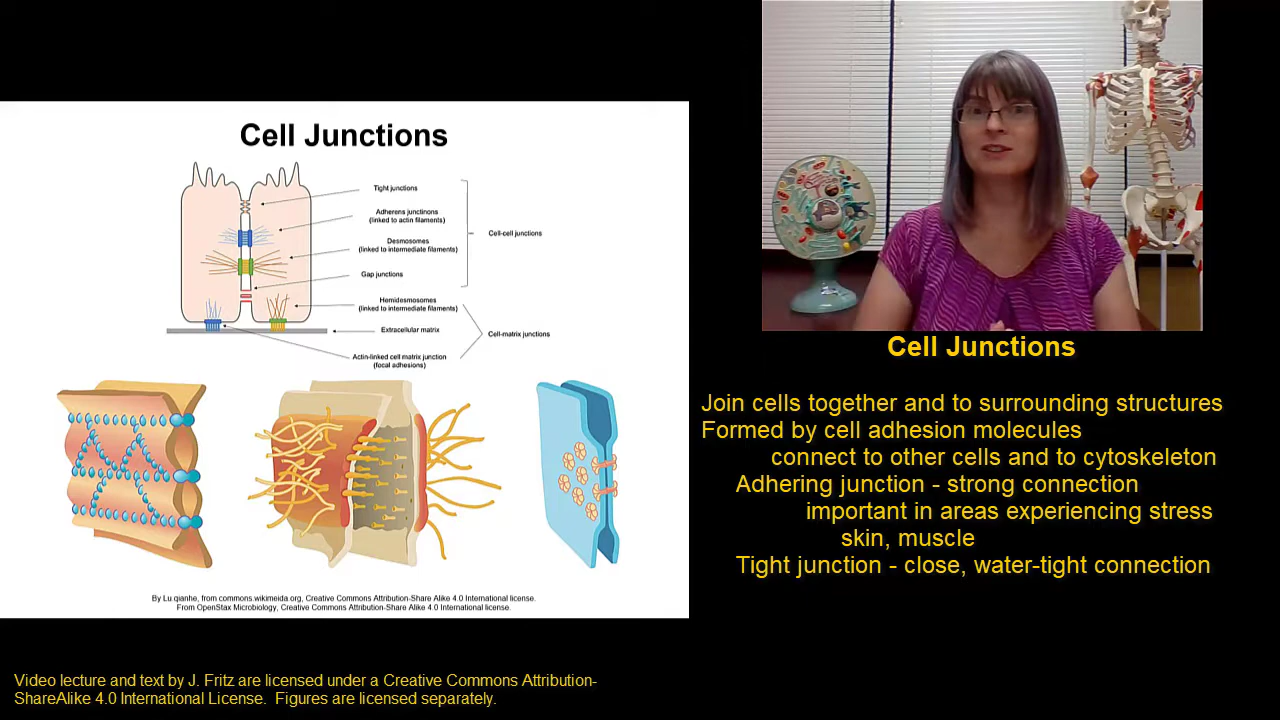 Cell Junctions
Tight junctions
Adherens junctinons
(linked to actin filaments)
Desmosomes
(linked to intermediate filaments)
Gap junctions
Cell-cell junctions
Hemidesmosomes
(linked to intermediate filaments)
Extracellular matrix
Cell-matrix junctions
Actin-linked cell matrix junction
(focal adhesions)
By Lu qianhe, from commons.wikimeida.org, Creative Commons Attribution-Share Alike 4.0 International license.
From OpenStax Microbiology, Creative Commons Attribution-Share Alike 4.0 International license.
Cell Junctions
Join cells together and to surrounding structures
Formed by cell adhesion molecules
connect to other cells and to cytoskeleton
Adhering junction - strong connection
important in areas experiencing stress
skin, muscle
Tight junction - close, water-tight connection
Video lecture and text by J. Fritz are licensed under a Creative Commons Attribution-
ShareAlike 4.0 International License.  Figures are licensed separately.